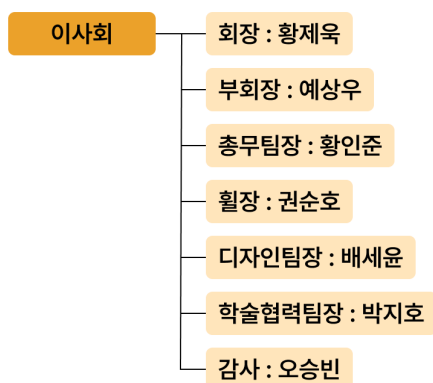 이사회
회장 : 황제욱
부회장 : 예상우
총무팀장 : 황인준
휠장 : 권순호
디자인팀장 : 배세윤
학술협력팀장 : 박지호
감사 : 오승빈